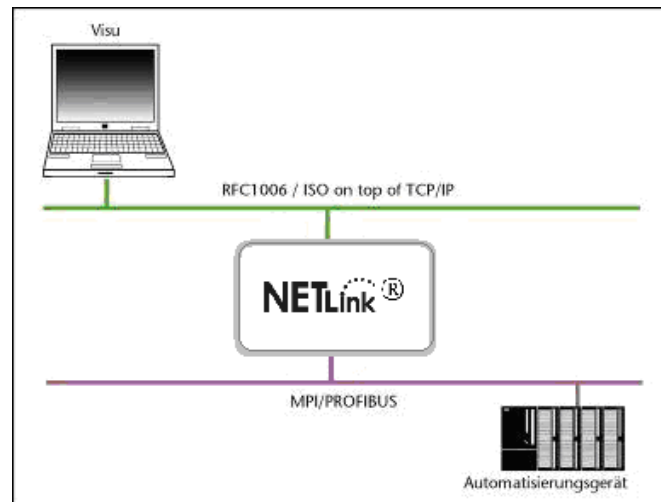 Visu
RFC1006 / ISO on top of TCP/IP
NETLink®
MPI/PROFIBUS
Automatisierungsgerät